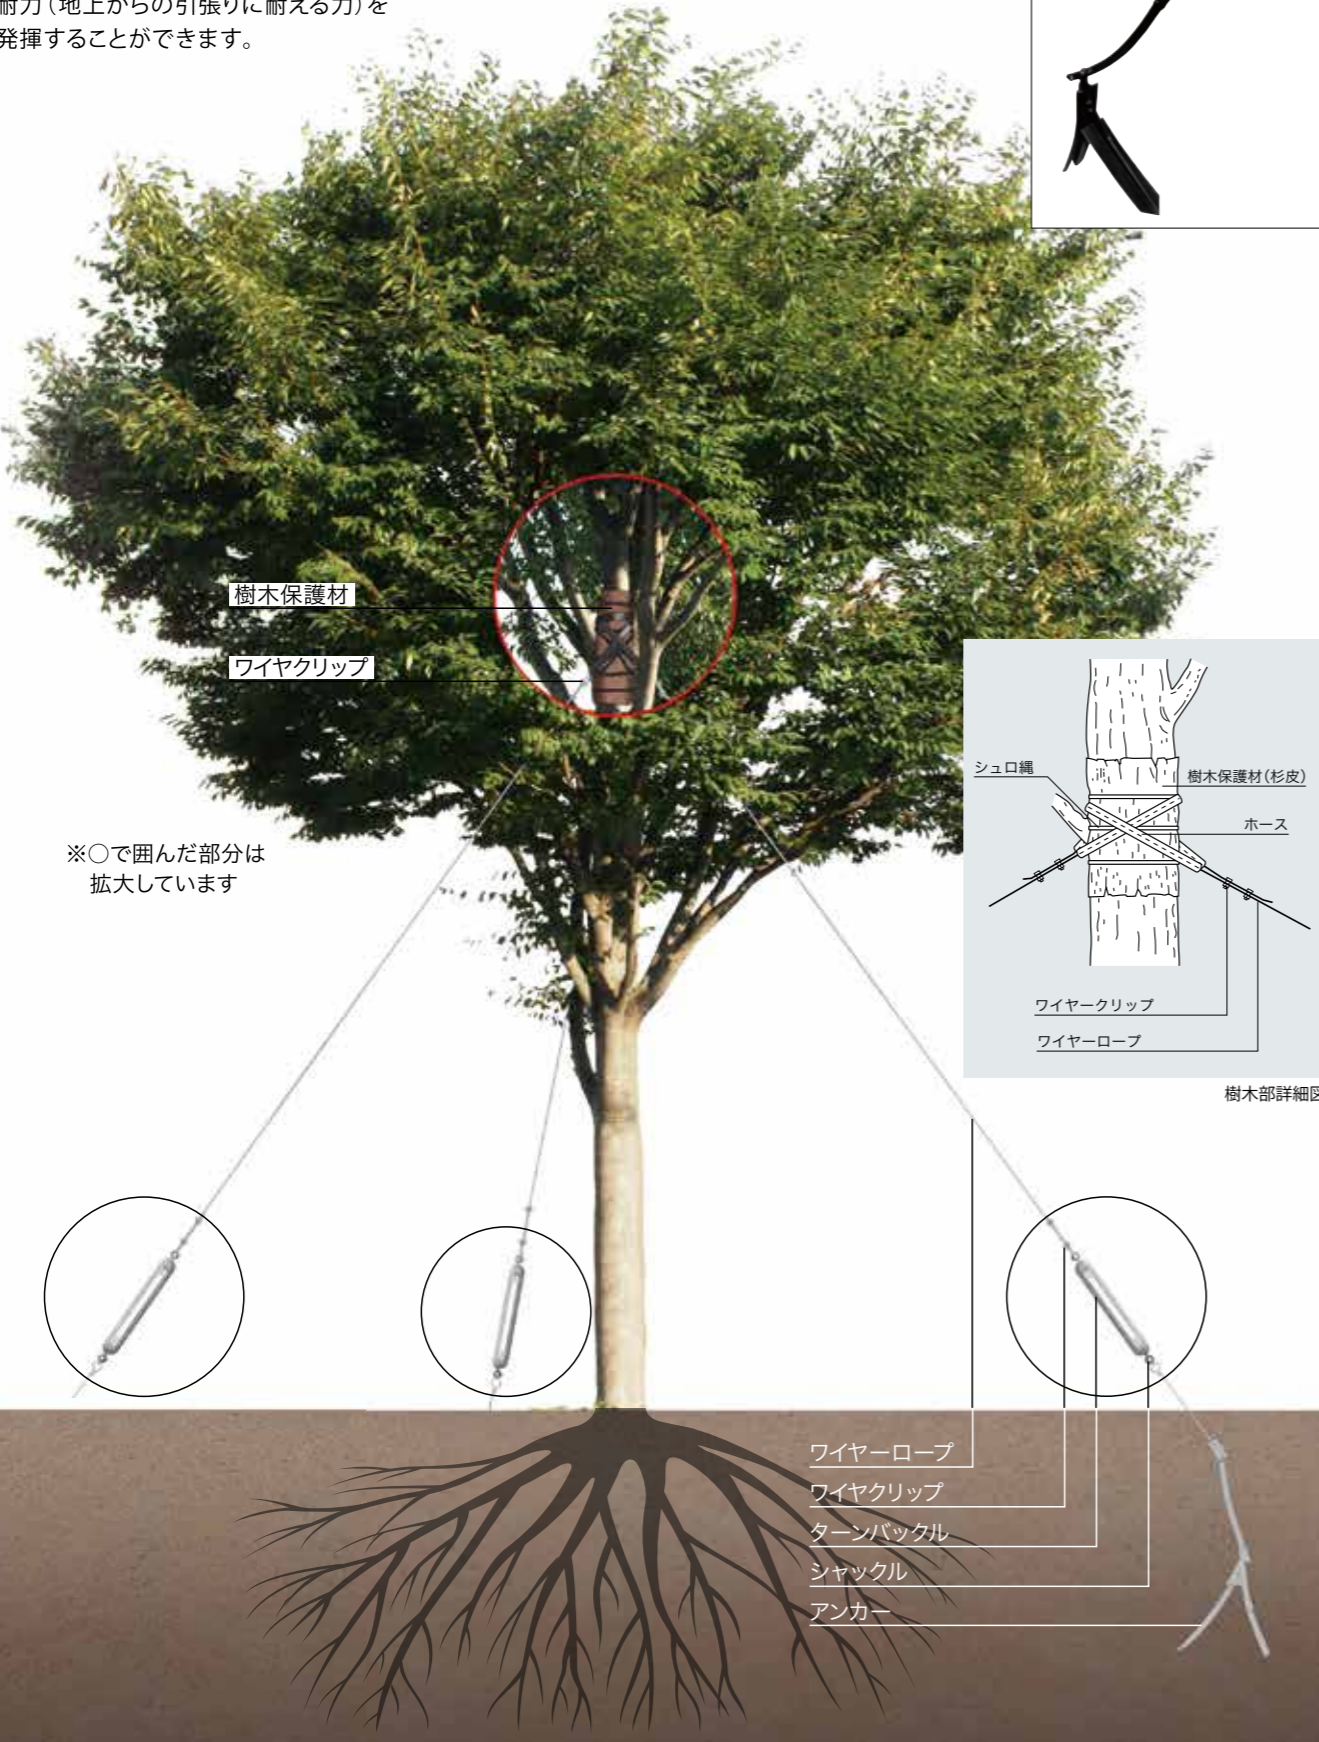 耐力（地上からの引張りに耐える力）を
発揮することができます。
樹木保護材
ワイヤクリップ
※○で囲んだ部分は
拡大しています
シュロ縄
樹木保護材（杉皮）
ホース
ワイヤークリップ
ワイヤーロープ
樹木部詳細図
ワイヤーロープ
ワイヤクリップ
ターンバックル
シャックル
アンカー